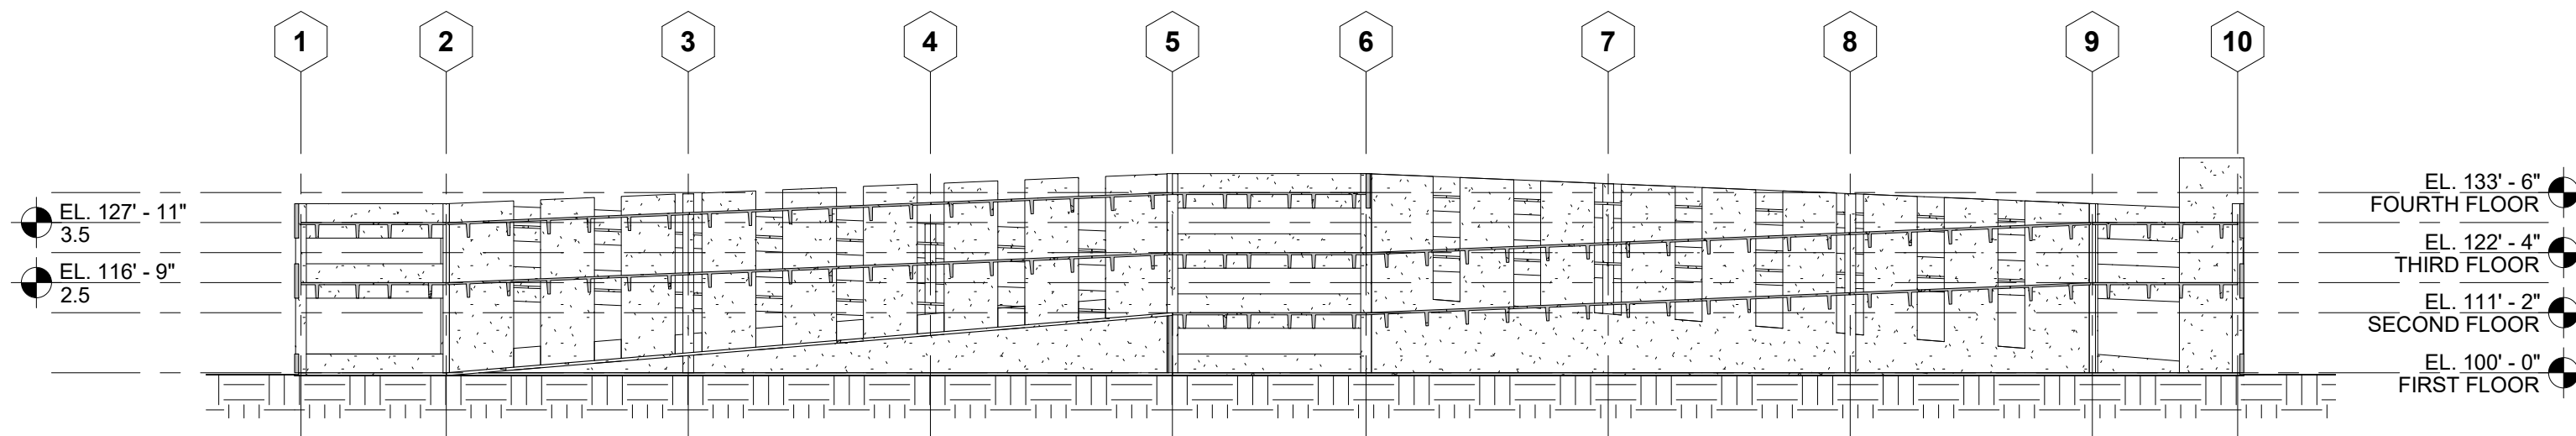 1 2 3 4 5 6 7 8 9 10
EL. 127' - 11"
3.5
EL. 116' - 9"
2.5
EL. 133' - 6"
FOURTH FLOOR
EL. 122' - 4"
THIRD FLOOR
EL. 111' - 2"
SECOND FLOOR
EL. 100' - 0"
FIRST FLOOR